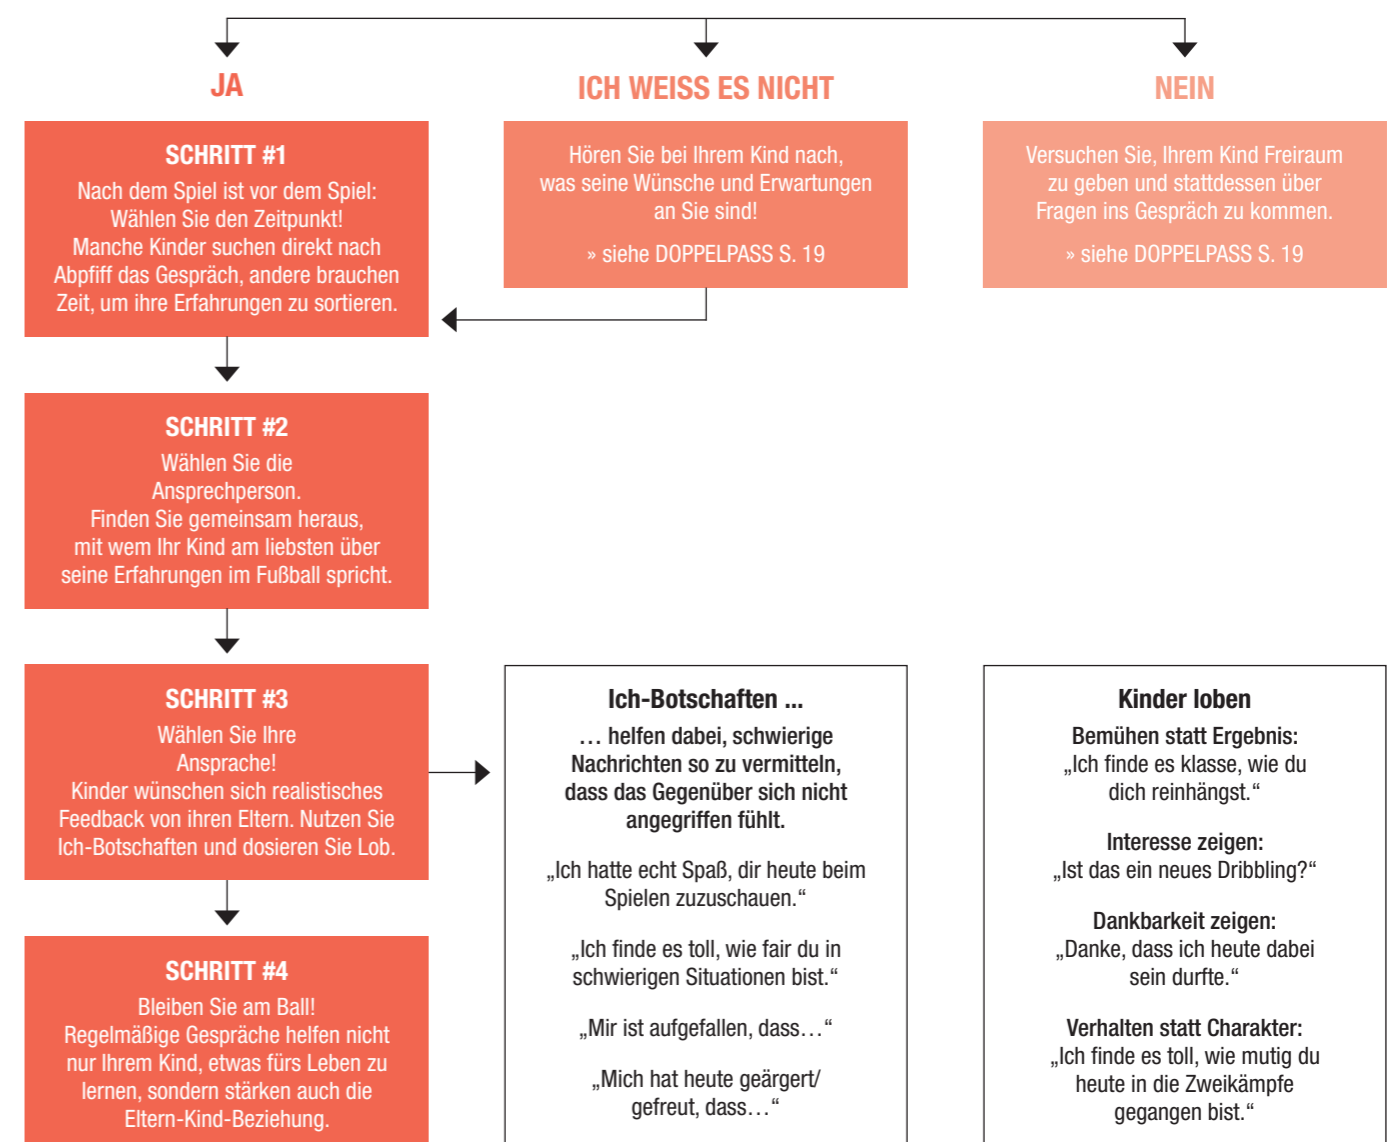 JA
SCHRITT #1
Nach dem Spiel ist vor dem Spiel:
Wählen Sie den Zeitpunkt!
Manche Kinder suchen direkt nach
Abpfiff das Gespräch, andere brauchen
Zeit, um ihre Erfahrungen zu sortieren.
ICH WEISS ES NICHT
Hören Sie bei Ihrem Kind nach,
was seine Wünsche und Erwartungen
an Sie sind!
» siehe DOPPELPASS S. 19
NEIN
Versuchen Sie, Ihrem Kind Freiraum
zu geben und stattdessen über
Fragen ins Gespräch zu kommen.
» siehe DOPPELPASS S. 19
SCHRITT #2
Wählen Sie die
Ansprechperson.
Finden Sie gemeinsam heraus,
mit wem Ihr Kind am liebsten über
seine Erfahrungen im Fußball spricht.
SCHRITT #3
Wählen Sie Ihre
Ansprache!
Kinder wünschen sich realistisches
Feedback von ihren Eltern. Nutzen Sie
Ich-Botschaften und dosieren Sie Lob.
SCHRITT #4
Bleiben Sie am Ball!
Regelmäßige Gespräche helfen nicht
nur Ihrem Kind, etwas fürs Leben zu
lernen, sondern stärken auch die
Eltern-Kind-Beziehung.
Ich-Botschaften ...
… helfen dabei, schwierige
Nachrichten so zu vermitteln,
dass das Gegenüber sich nicht
angegriffen fühlt.
„Ich hatte echt Spaß, dir heute beim
Spielen zuzuschauen.“
„Ich finde es toll, wie fair du in
schwierigen Situationen bist.“
„Mir ist aufgefallen, dass…“
„Mich hat heute geärgert/
gefreut, dass…“
Kinder loben
Bemühen statt Ergebnis:
„Ich finde es klasse, wie du
dich reinhängst.“
Interesse zeigen:
„Ist das ein neues Dribbling?“
Dankbarkeit zeigen:
„Danke, dass ich heute dabei
sein durfte.“
Verhalten statt Charakter:
„Ich finde es toll, wie mutig du
heute in die Zweikämpfe
gegangen bist.“